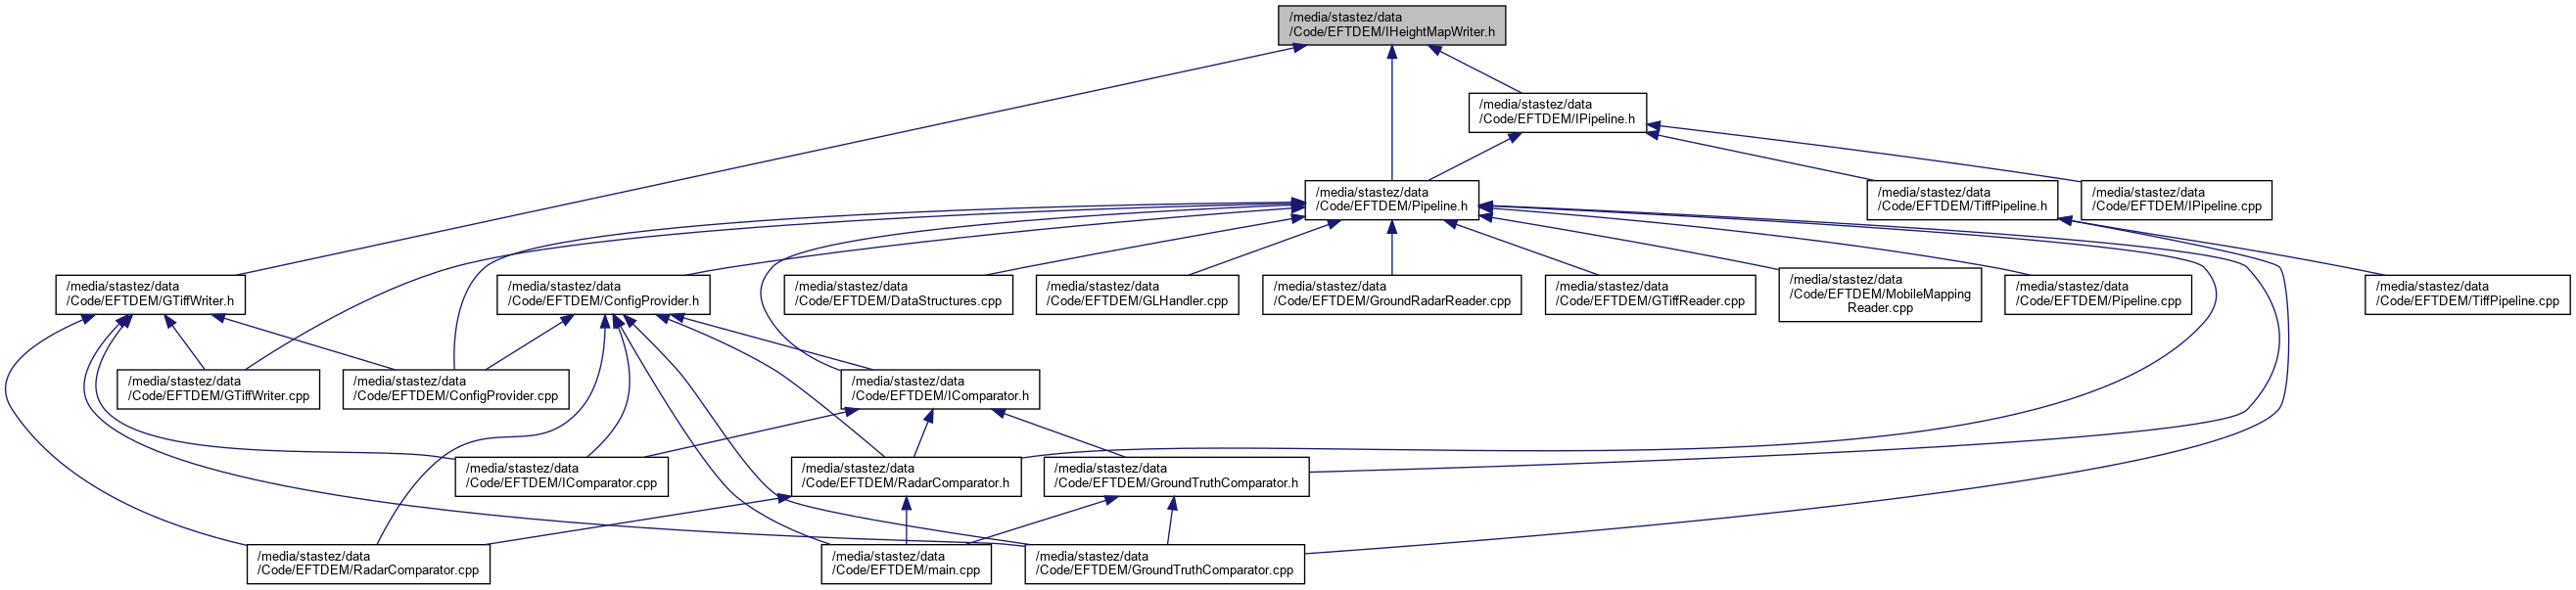 /media/stastez/data
/Code/EFTDEM/IHeightMapWriter.h
/media/stastez/data
/Code/EFTDEM/IPipeline.h
/media/stastez/data
/Code/EFTDEM/Pipeline.h
/media/stastez/data
/Code/EFTDEM/TiffPipeline.h
/media/stastez/data
/Code/EFTDEM/IPipeline.cpp
/media/stastez/data
/Code/EFTDEM/GTiffWriter.h
/media/stastez/data
/Code/EFTDEM/ConfigProvider.h
/media/stastez/data
/Code/EFTDEM/DataStructures.cpp
/media/stastez/data
/Code/EFTDEM/GLHandler.cpp
/media/stastez/data
/Code/EFTDEM/GroundRadarReader.cpp
/media/stastez/data
/Code/EFTDEM/GTiffReader.cpp
/media/stastez/data
/Code/EFTDEM/MobileMapping
Reader.cpp
/media/stastez/data
/Code/EFTDEM/Pipeline.cpp
/media/stastez/data
/Code/EFTDEM/TiffPipeline.cpp
/media/stastez/data
/Code/EFTDEM/GTiffWriter.cpp
/media/stastez/data
/Code/EFTDEM/ConfigProvider.cpp
/media/stastez/data
/Code/EFTDEM/IComparator.h
/media/stastez/data
/Code/EFTDEM/IComparator.cpp
/media/stastez/data
/Code/EFTDEM/RadarComparator.h
/media/stastez/data
/Code/EFTDEM/GroundTruthComparator.h
/media/stastez/data
/Code/EFTDEM/RadarComparator.cpp
/media/stastez/data
/Code/EFTDEM/main.cpp
/media/stastez/data
/Code/EFTDEM/GroundTruthComparator.cpp